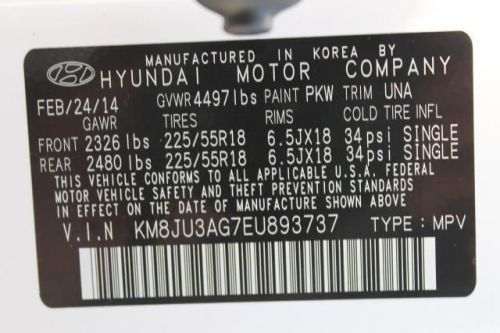 MANUFACTURED IN KOREA BY
HYUNDAI MOTOR COMPANY
FEB/24/14 GVWR 4497lbs PAINT PKW TRIM UNA
GAWR TIRES RIMS COLD TIRE INFL
FRONT 2326 lbs 225/55R18 6.5JX18 34psi SINGLE
REAR 2480 lbs 225/55R18 6.5JX18 34psi SINGLE
THIS VEHICLE CONFORMS TO ALL APPLICABLE U.S.A. FEDERAL
MOTOR VEHICLE SAFETY AND THEFT PREVENTION STANDARDS
IN EFFECT ON THE DATE OF MANUFACTURE SHOWN ABOVE
V.I.N KM8JU3AG7EU893737 TYPE: MPV